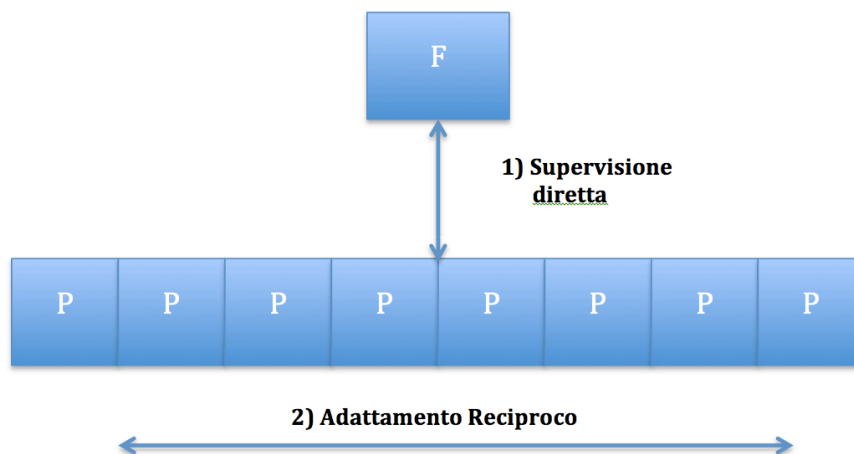 F
1) Supervisione
diretta
P P P P P P P P
2) Adattamento Reciproco